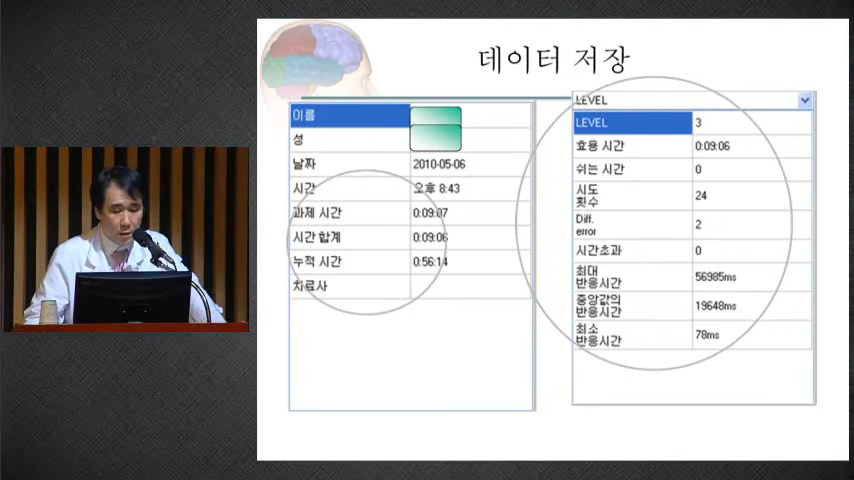 데이터 저장
이름
성
날짜 2010-05-06
시간 오후 8:43
과제 시간 0:09:07
시간 합계 0:09:06
누적 시간 0:56:14
치료사
LEVEL
LEVEL 3
효용 시간 0:09:06
쉬는 시간 0
시도
횟수 24
Diff.
error 2
시간초과 0
최대
반응시간 56985ms
중앙값의
반응시간 19648ms
최소
반응시간 78ms